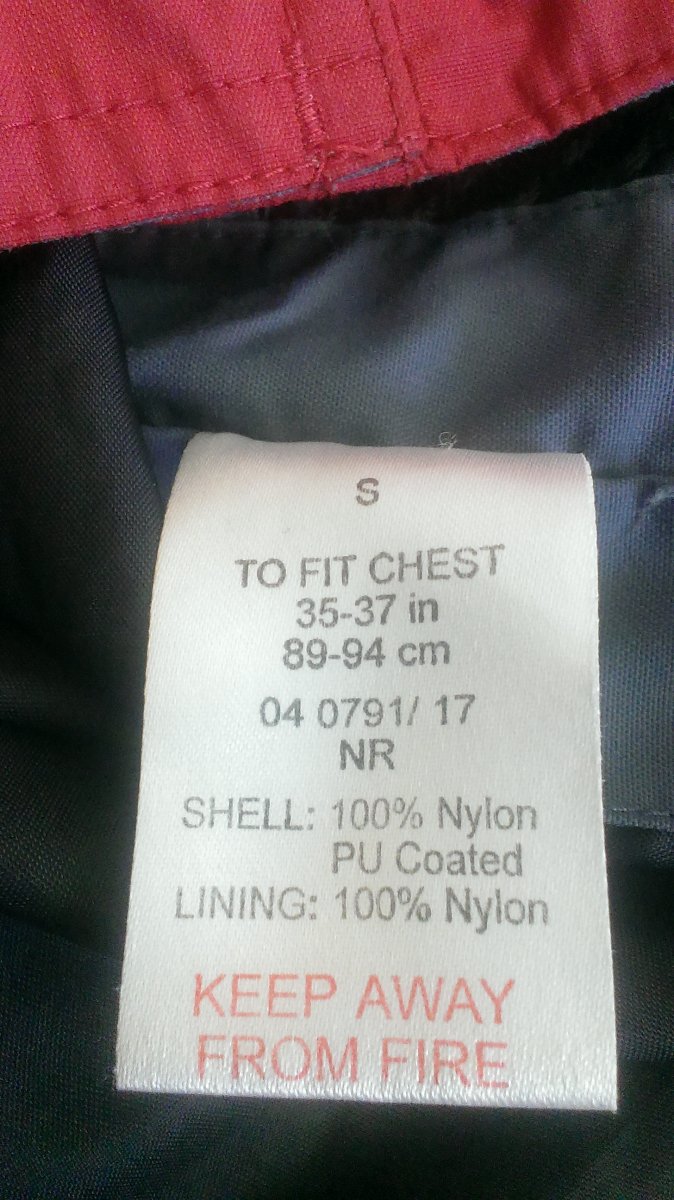 S
TO FIT CHEST
35-37 in
89-94 cm
04 0791/ 17
NR
SHELL: 100% Nylon
PU Coated
LINING: 100% Nylon
KEEP AWAY
FROM FIRE